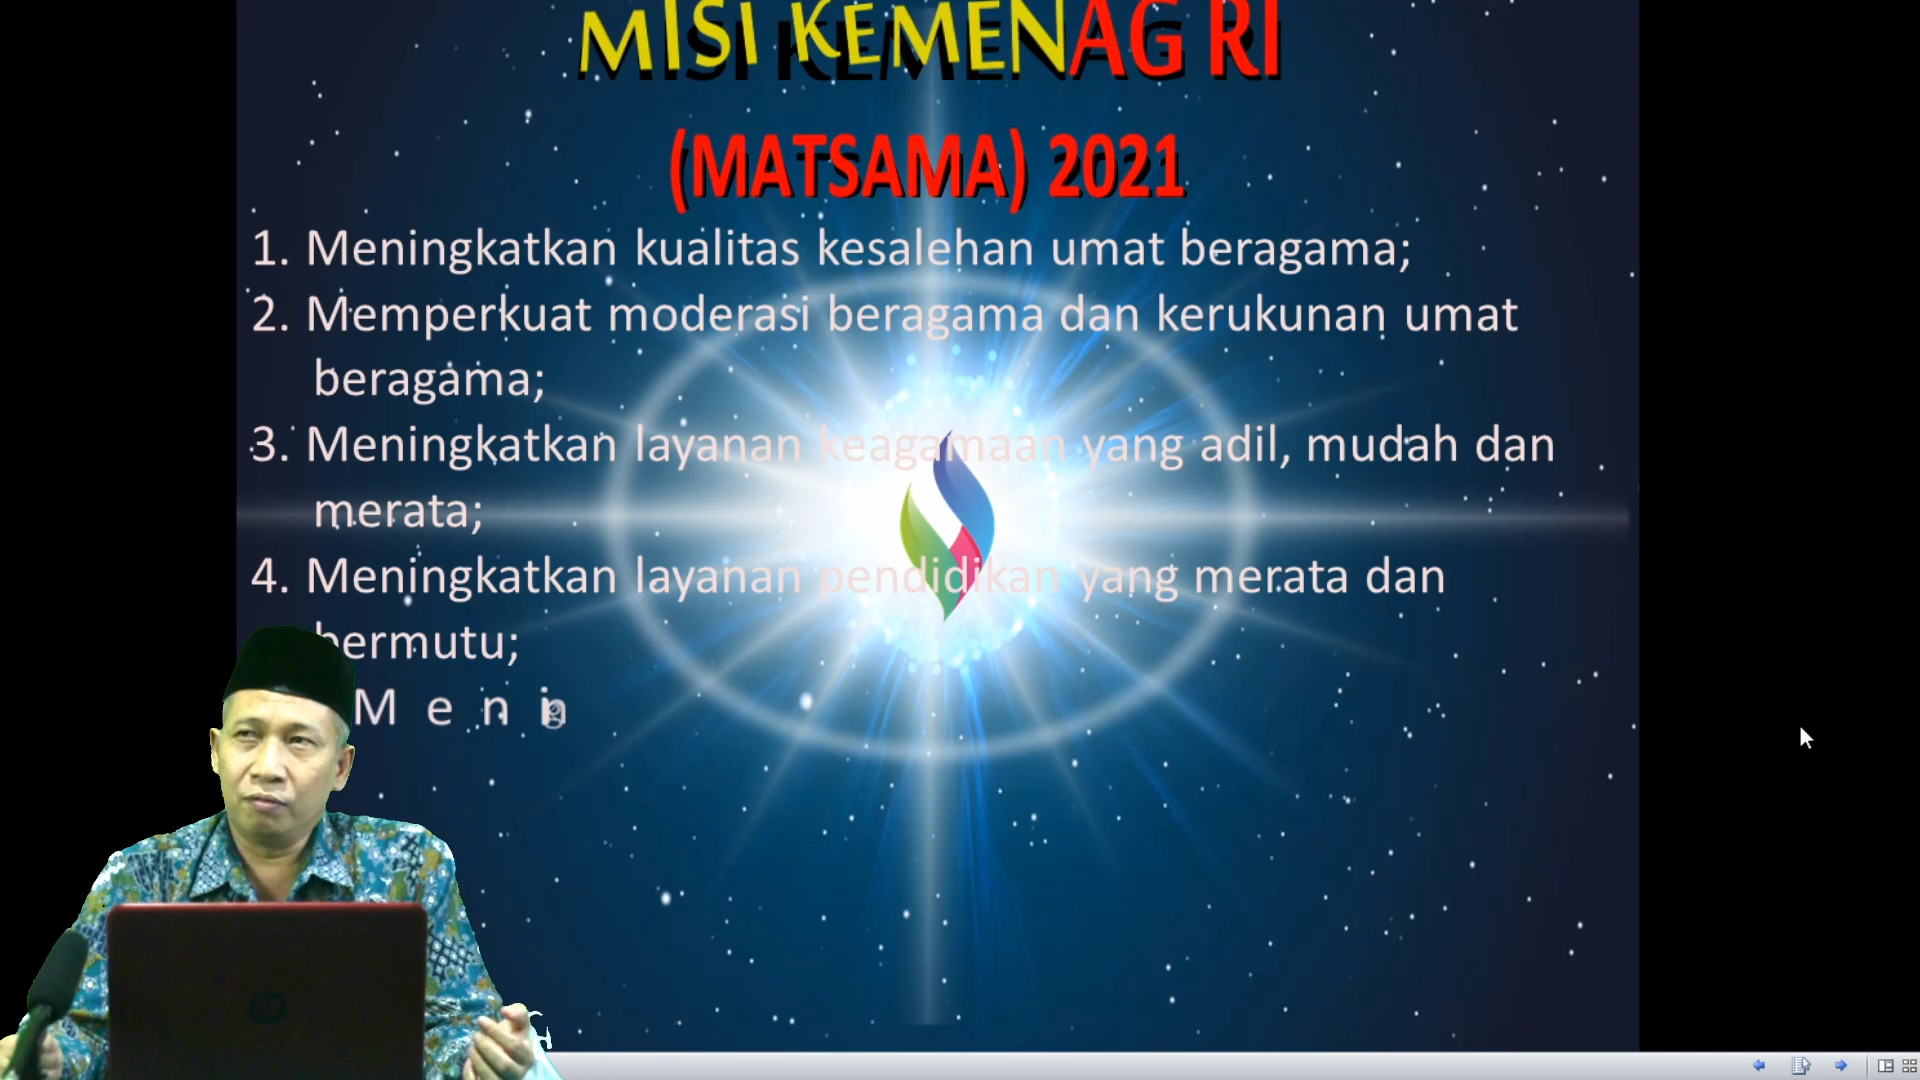 MISI KEMENAG RI
(MATSAMA) 2021
1. Meningkatkan kualitas kesalehan umat beragama;
2. Memperkuat moderasi beragama dan kerukunan umat
beragama;
3. Meningkatkan layanan keagamaan yang adil, mudah dan
merata;
4. Meningkatkan layanan pendidikan yang merata dan
bermutu;
M e n i